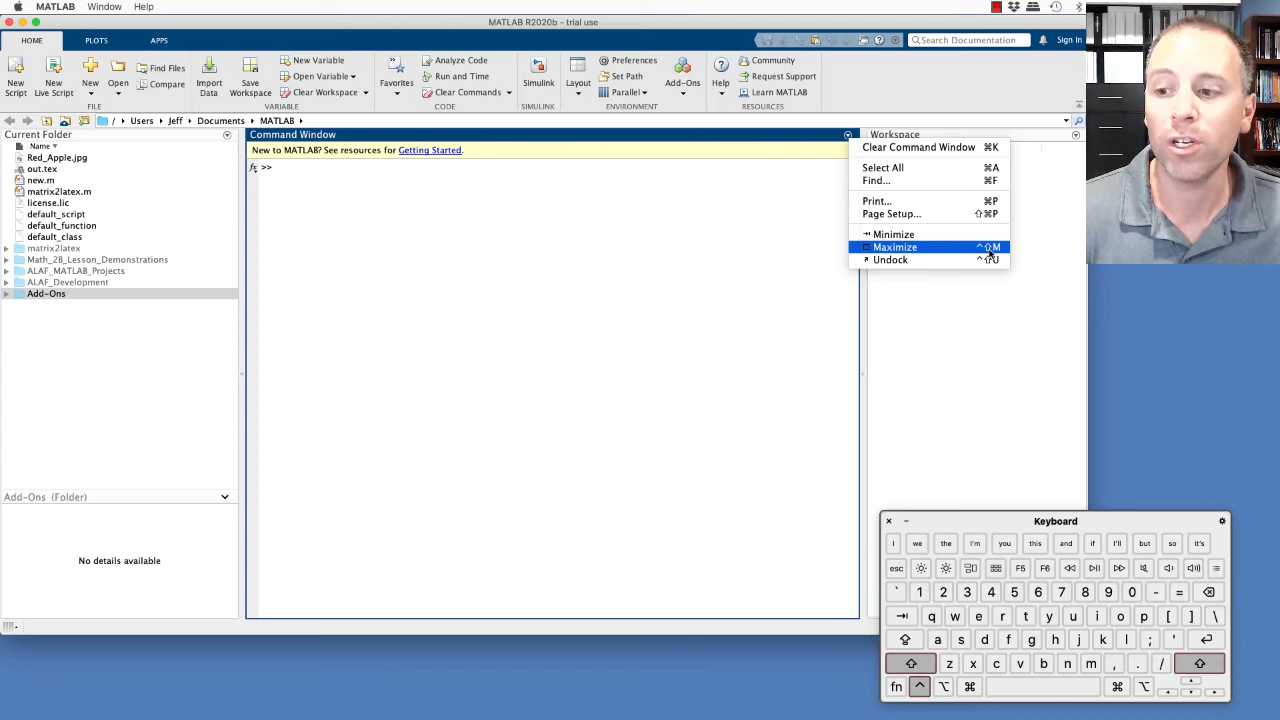 MATLAB Window Help
MATLAB R2020b - trial use
HOME PLOTS APPS
Search Documentation Sign In
New Script
New Live Script
New
Open
Find Files
Compare
FILE
Import Data
Save Workspace
New Variable
Open Variable
Clear Workspace
VARIABLE
Favorites
Analyze Code
Run and Time
Clear Commands
CODE
Simulink
SIMULINK
Layout
Preferences
Set Path
Parallel
Add-Ons
ENVIRONMENT
Help
Community
Request Support
Learn MATLAB
RESOURCES
/ Users Jeff Documents MATLAB
Current Folder
Name
Red_Apple.jpg
out.tex
new.m
matrix2latex.m
license.lic
default_script
default_function
default_class
matrix2latex
Math_2B_Lesson_Demonstrations
ALAF_MATLAB_Projects
ALAF_Development
Add-Ons
Add-Ons (Folder)
No details available
Command Window
New to MATLAB? See resources for Getting Started.
fx >>
Workspace
Clear Command Window ⌘K
Select All ⌘A
Find... ⌘F
Print... ⌘P
Page Setup... ⇧⌘P
Minimize
Maximize ^⇧M
Undock ^⇧U
Keyboard
I we the I'm you this and if I'll but so it's
esc F5 F6
` 1 2 3 4 5 6 7 8 9 0 - =
q w e r t y u i o p [ ] \
a s d f g h j k l ; '
z x c v b n m , . /
fn ^ ⌥ ⌘ ⌘ ⌥